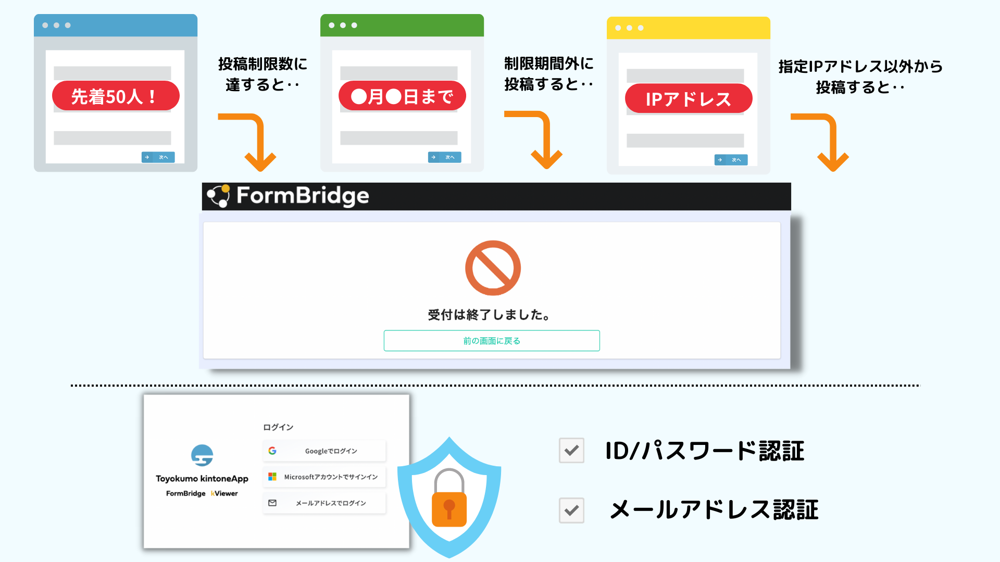 先着50人！
次へ
投稿制限数に
達すると‥
●月●日まで
次へ
制限期間外に
投稿すると‥
IPアドレス
次へ
指定IPアドレス以外から
投稿すると‥
FormBridge
受付は終了しました。
前の画面に戻る
Toyokumo kintoneApp
FormBridge kViewer
ログイン
Googleでログイン
Microsoftアカウントでサインイン
メールアドレスでログイン
ID/パスワード認証
メールアドレス認証